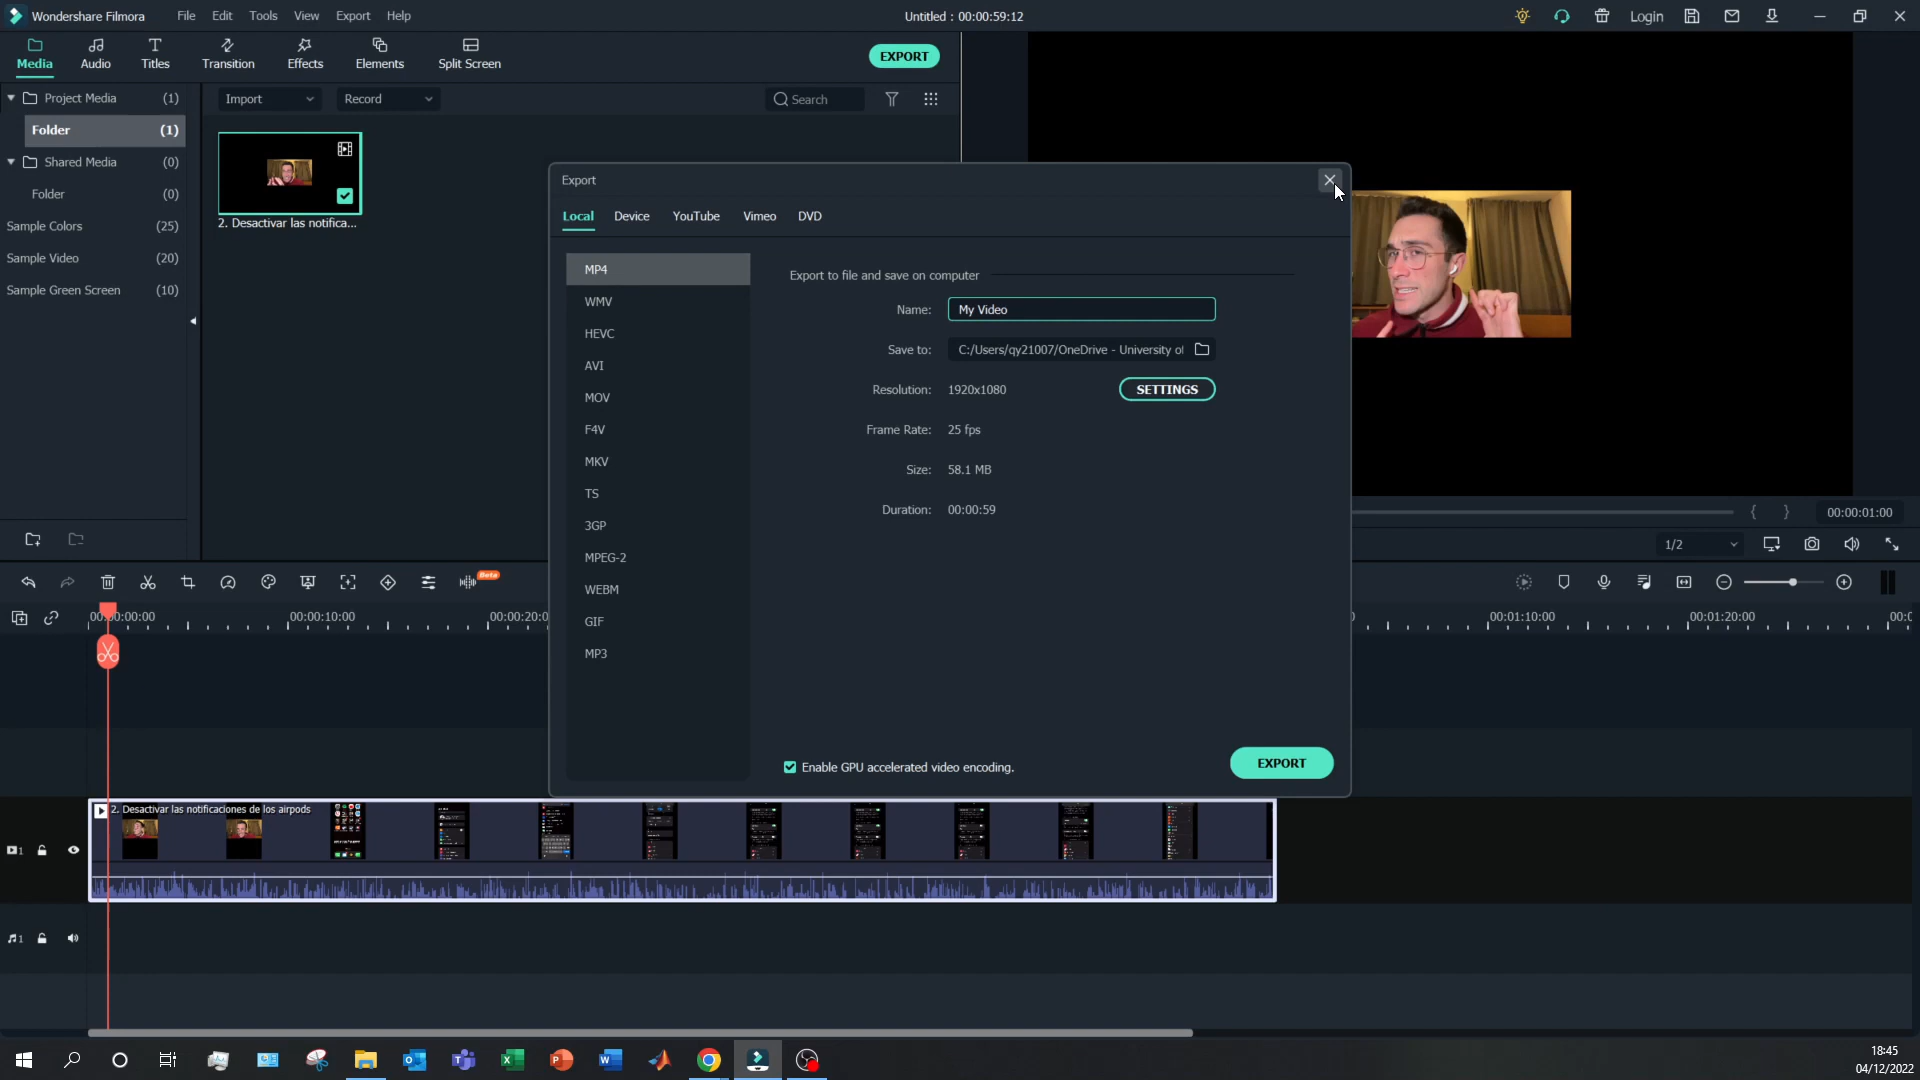 Wondershare Filmora File Edit Tools View Export Help Untitled : 00:00:59:12 Login
Media Audio Titles Transition Effects Elements Split Screen EXPORT
Project Media (1)
Folder (1)
Shared Media (0)
Folder (0)
Sample Colors (25)
Sample Video (20)
Sample Green Screen (10)
Import Record Search
2. Desactivar las notifica...
Export
Local Device YouTube Vimeo DVD
MP4
WMV
HEVC
AVI
MOV
F4V
MKV
TS
3GP
MPEG-2
WEBM
GIF
MP3
Export to file and save on computer
Name: My Video
Save to: C:/Users/qy21007/OneDrive - University of
Resolution: 1920x1080 SETTINGS
Frame Rate: 25 fps
Size: 58.1 MB
Duration: 00:00:59
Enable GPU accelerated video encoding. EXPORT
{ } 00:00:01:00
1/2
Beta
00:00:00:00 00:00:10:00 00:00:20:0 00:01:10:00 00:01:20:00 00:0
2. Desactivar las notificaciones de los airpods
1
1
18:45
04/12/2022